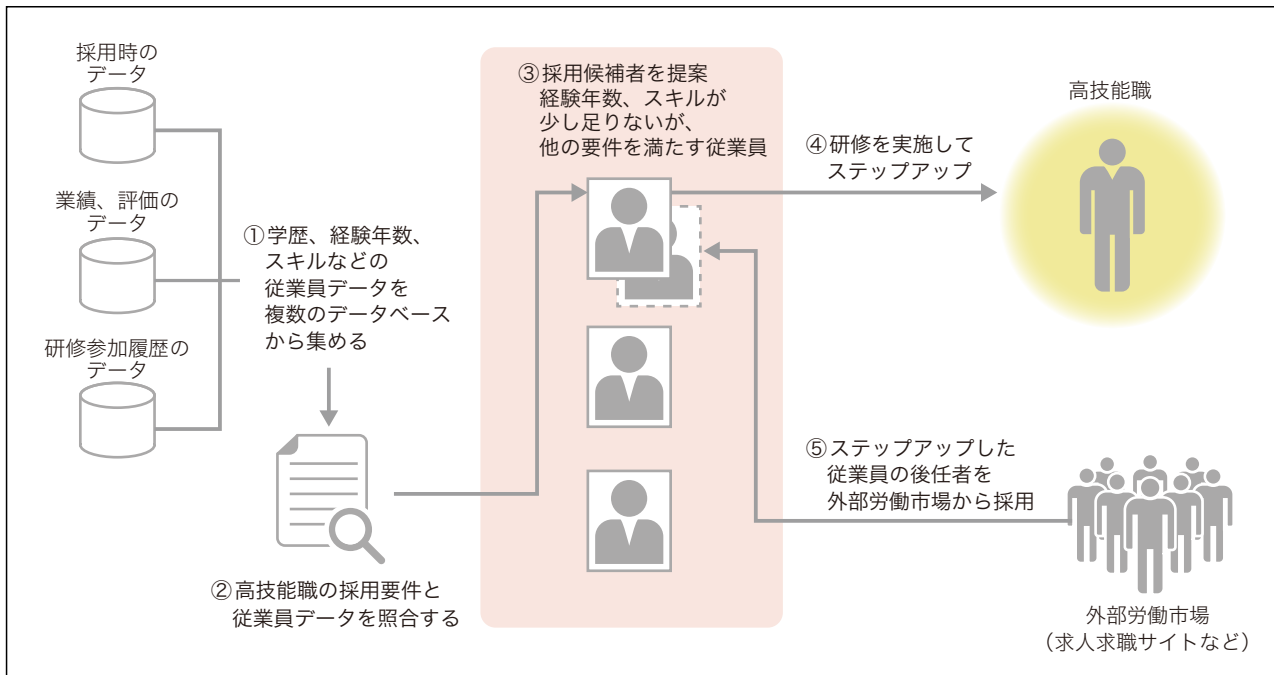 採用時の
データ
業績、評価の
データ
研修参加履歴の
データ
①学歴、経験年数、
スキルなどの
従業員データを
複数のデータベース
から集める
②高技能職の採用要件と
従業員データを照合する
③採用候補者を提案
経験年数、スキルが
少し足りないが、
他の要件を満たす従業員
④研修を実施して
ステップアップ
高技能職
⑤ステップアップした
従業員の後任者を
外部労働市場から採用
外部労働市場
（求人求職サイトなど）